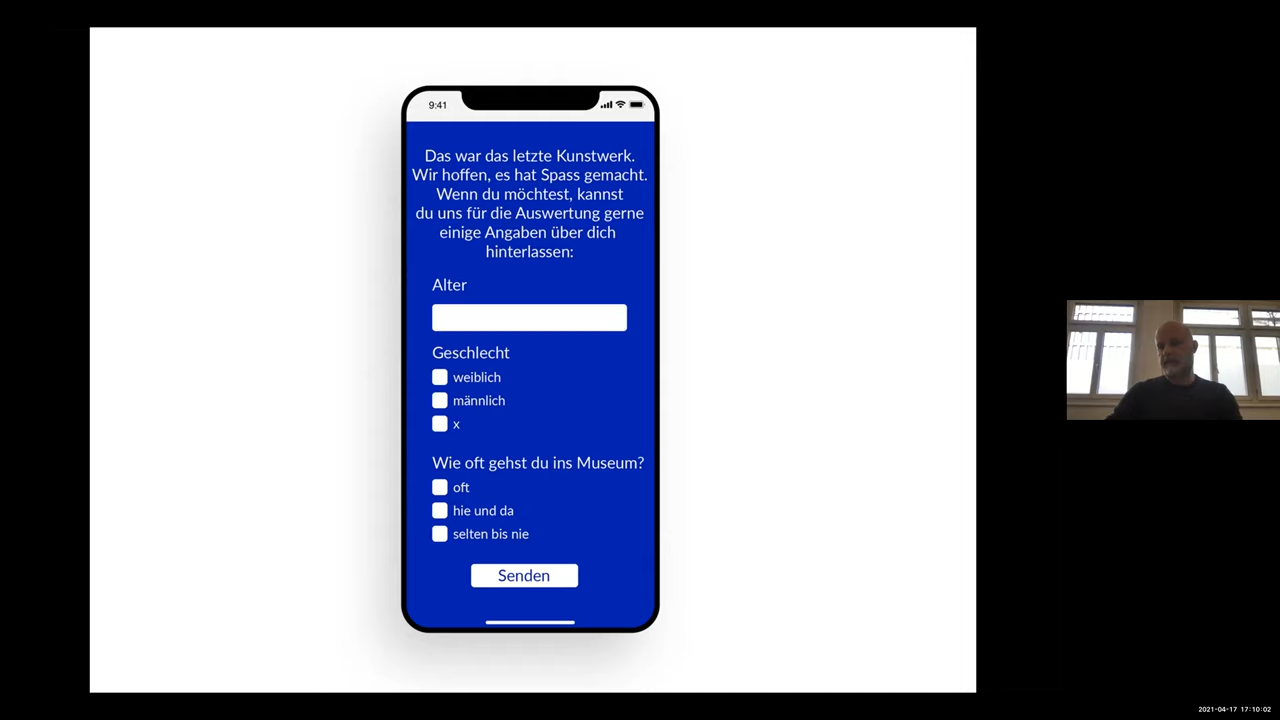 9:41
Das war das letzte Kunstwerk.
Wir hoffen, es hat Spass gemacht.
Wenn du möchtest, kannst
du uns für die Auswertung gerne
einige Angaben über dich
hinterlassen:
Alter
Geschlecht
weiblich
männlich
x
Wie oft gehst du ins Museum?
oft
hie und da
selten bis nie
Senden
2021-04-17 17:10:02